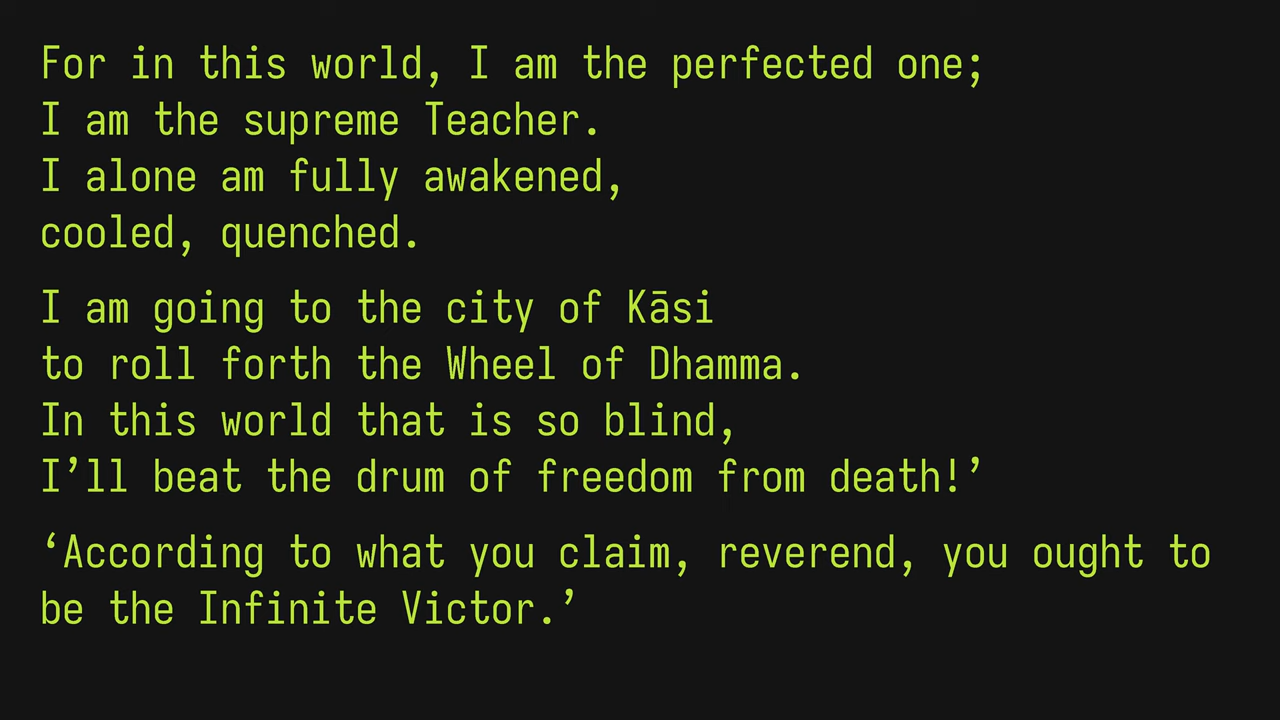 For in this world, I am the perfected one;
I am the supreme Teacher.
I alone am fully awakened,
cooled, quenched.
I am going to the city of Kāsi
to roll forth the Wheel of Dhamma.
In this world that is so blind,
I’ll beat the drum of freedom from death!’
‘According to what you claim, reverend, you ought to
be the Infinite Victor.’